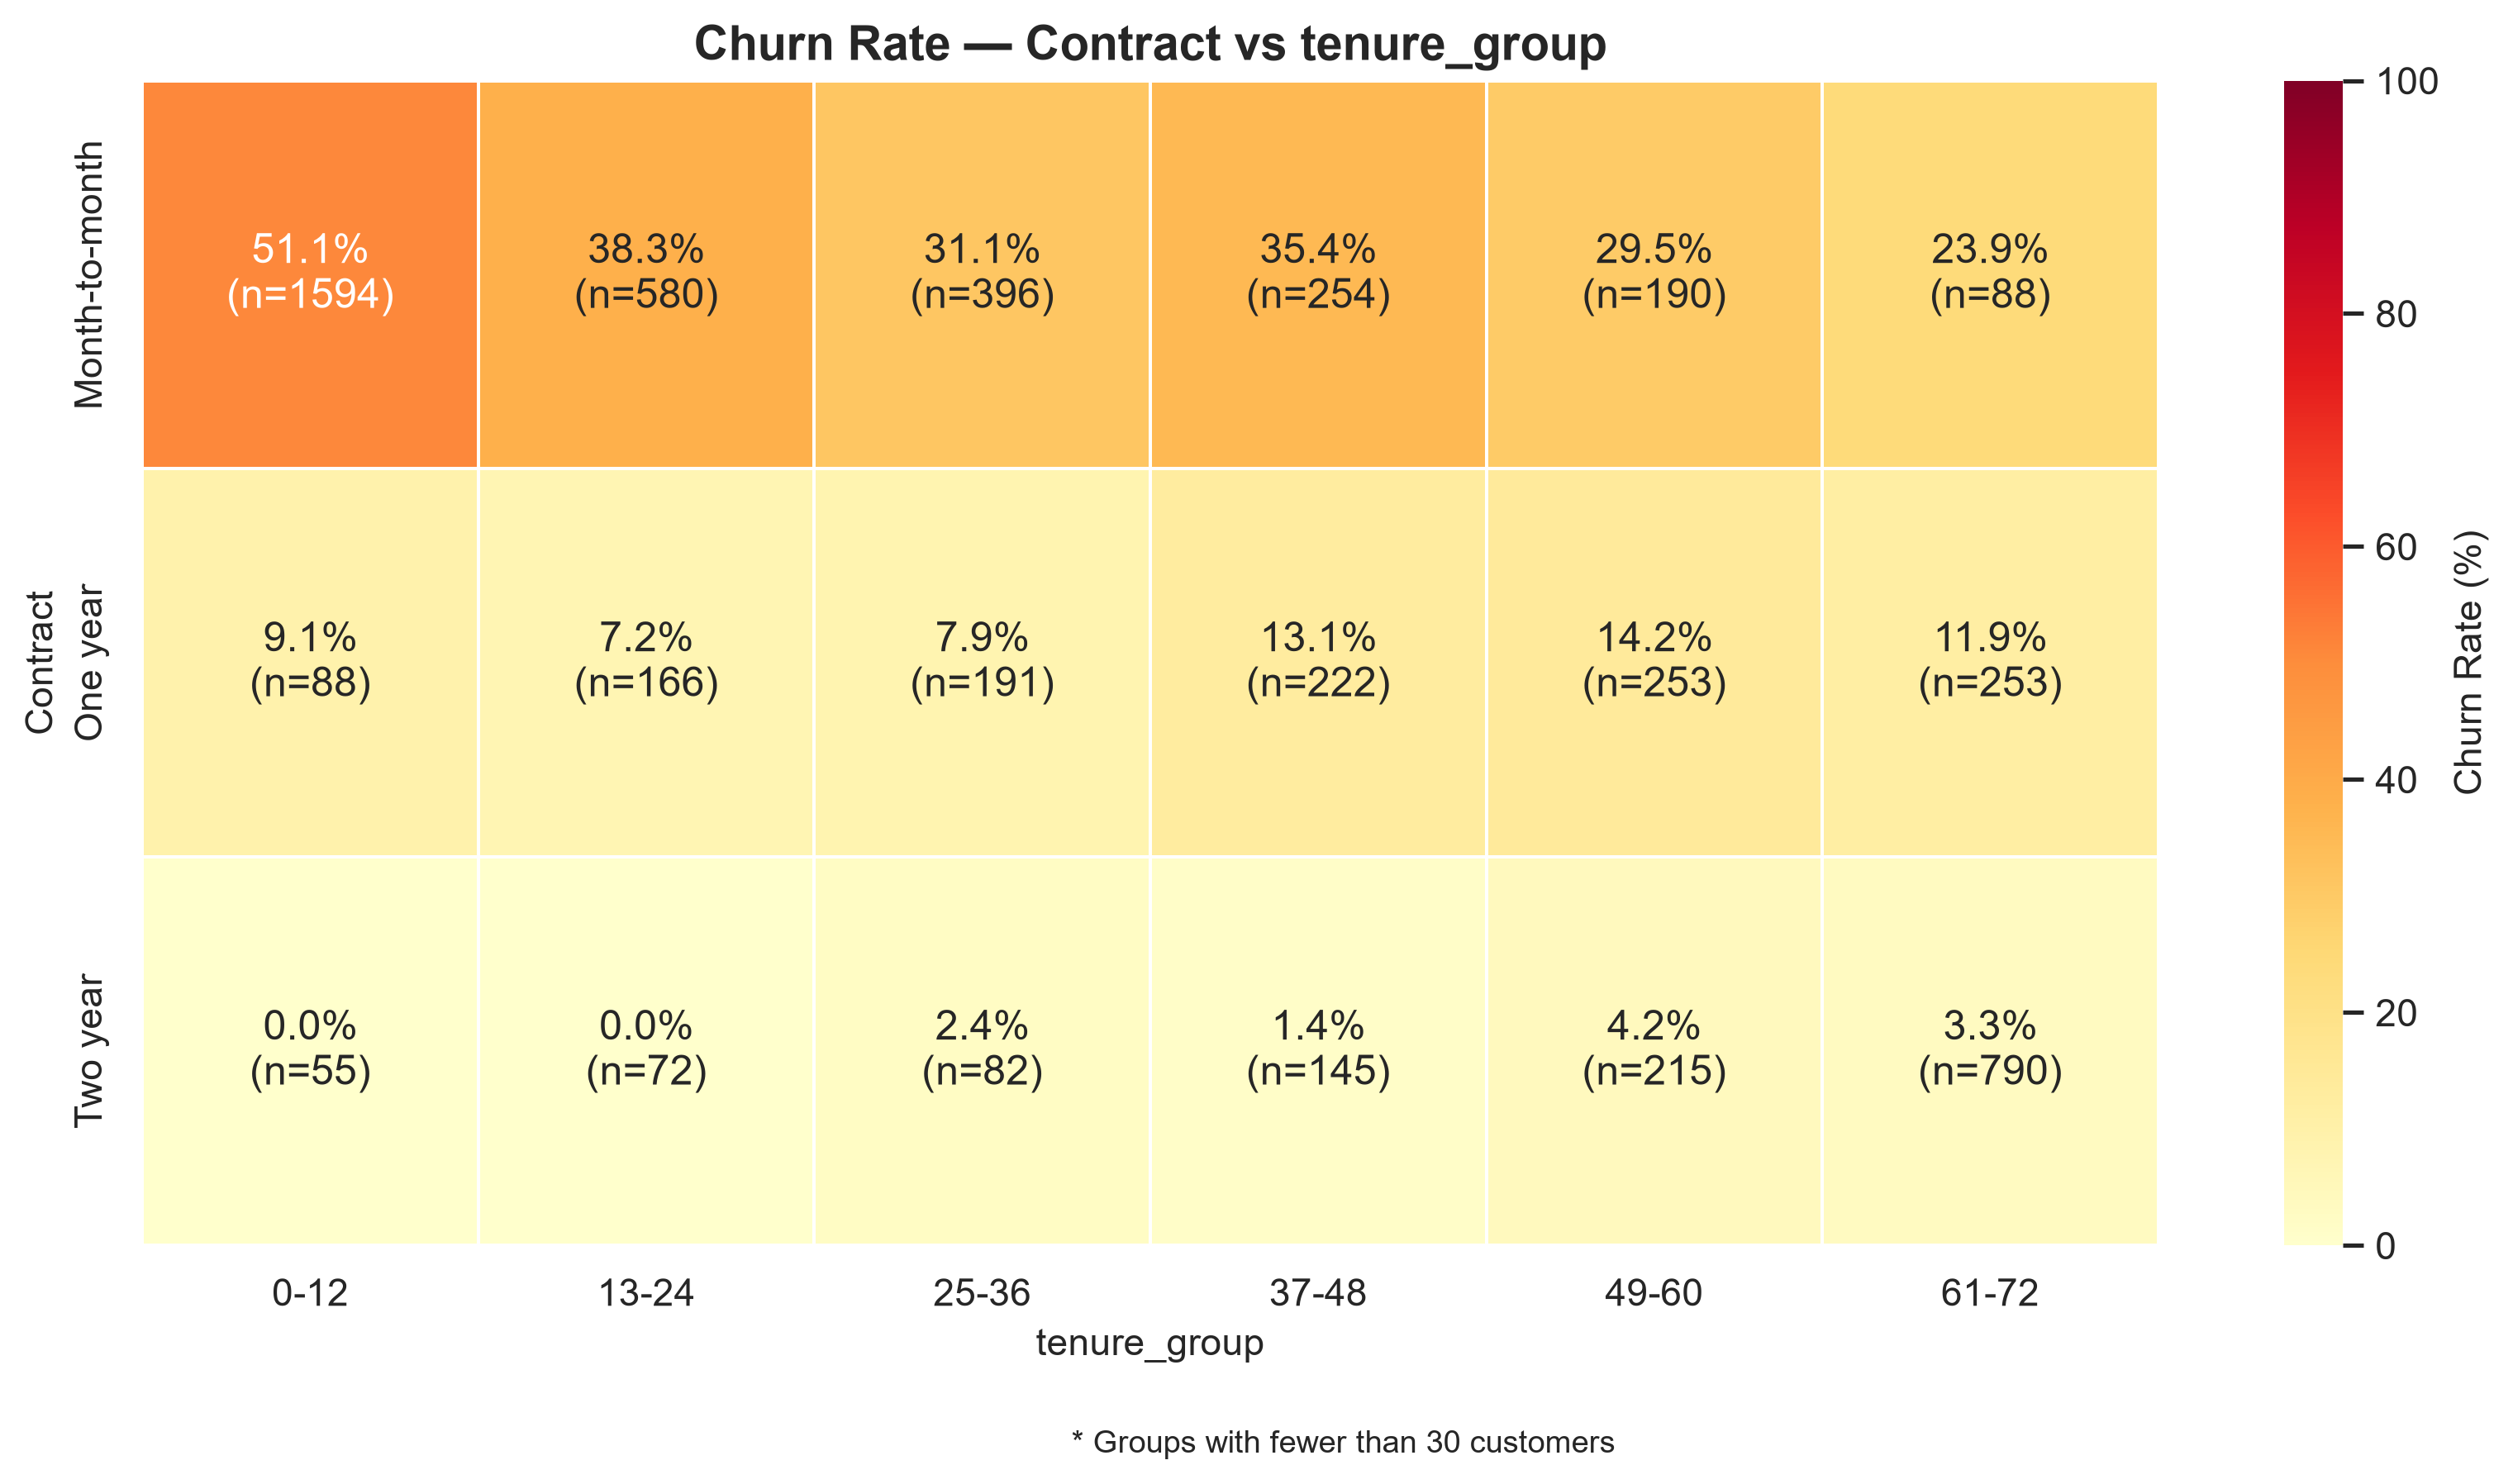 Churn Rate — Contract vs tenure_group
Contract
Month-to-month
51.1%
(n=1594)
38.3%
(n=580)
31.1%
(n=396)
35.4%
(n=254)
29.5%
(n=190)
23.9%
(n=88)
One year
9.1%
(n=88)
7.2%
(n=166)
7.9%
(n=191)
13.1%
(n=222)
14.2%
(n=253)
11.9%
(n=253)
Two year
0.0%
(n=55)
0.0%
(n=72)
2.4%
(n=82)
1.4%
(n=145)
4.2%
(n=215)
3.3%
(n=790)
0-12
13-24
25-36
37-48
49-60
61-72
tenure_group
100
80
60
40
20
0
Churn Rate (%)
* Groups with fewer than 30 customers